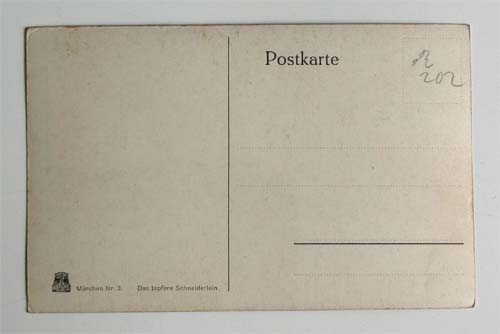 Postkarte
R
202
Märchen Nr. 3. Das tapfere Schneiderlein.